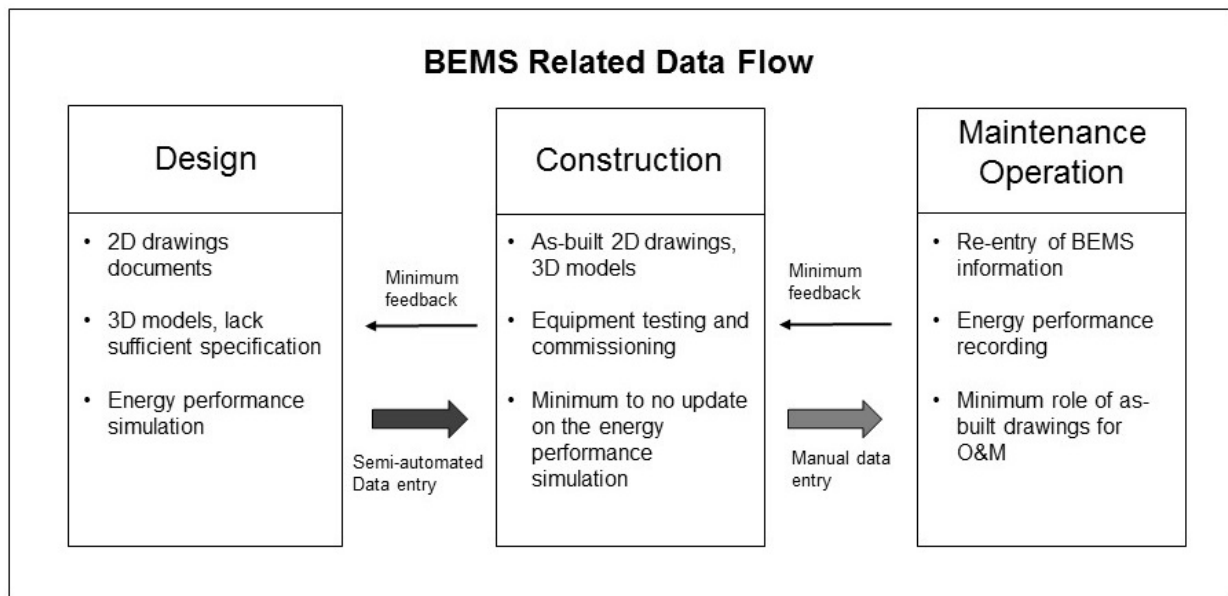 BEMS Related Data Flow
Design
• 2D drawings
documents
• 3D models, lack
sufficient specification
• Energy performance
simulation
Minimum
feedback
Semi-automated
Data entry
Construction
• As-built 2D drawings,
3D models
• Equipment testing and
commissioning
• Minimum to no update
on the energy
performance
simulation
Minimum
feedback
Manual data
entry
Maintenance
Operation
• Re-entry of BEMS
information
• Energy performance
recording
• Minimum role of as-
built drawings for
O&M